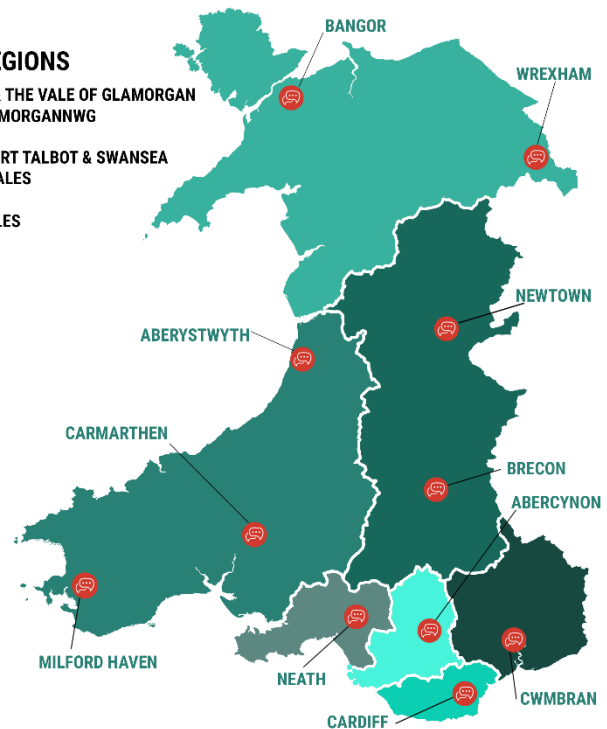 BANGOR
EGIONS
WREXHAM
THE VALE OF GLAMORGAN
MORGANNWG
RT TALBOT & SWANSEA
ALES
LES
NEWTOWN
ABERYSTWYTH
CARMARTHEN
BRECON
ABERCYNON
MILFORD HAVEN
NEATH
CWMBRAN
CARDIFF